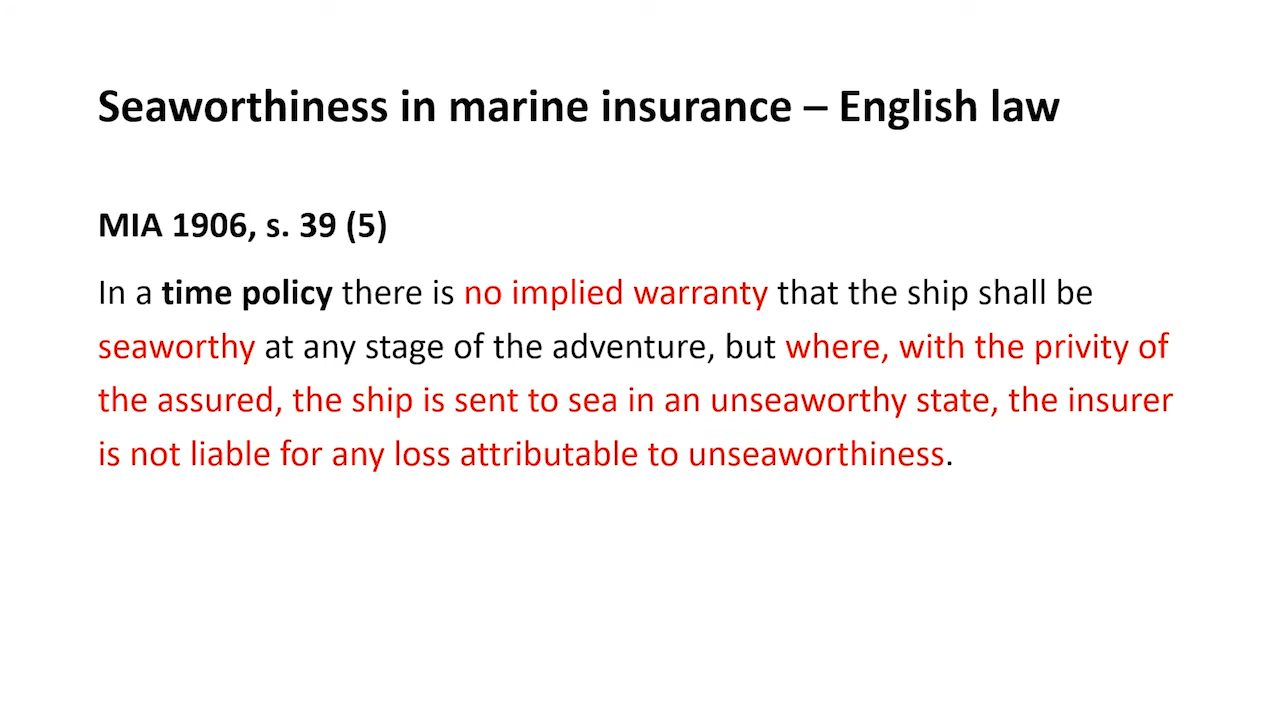 Seaworthiness in marine insurance – English law
MIA 1906, s. 39 (5)
In a time policy there is no implied warranty that the ship shall be
seaworthy at any stage of the adventure, but where, with the privity of
the assured, the ship is sent to sea in an unseaworthy state, the insurer
is not liable for any loss attributable to unseaworthiness.